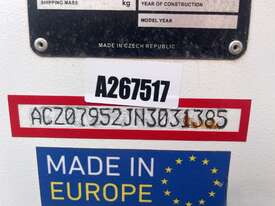 SHIPPING MASS kg YEAR OF CONSTRUCTION
MODEL YEAR
MADE IN CZECH REPUBLIC
A267517
ACZ07952JN3031385
MADE IN
EUROPE